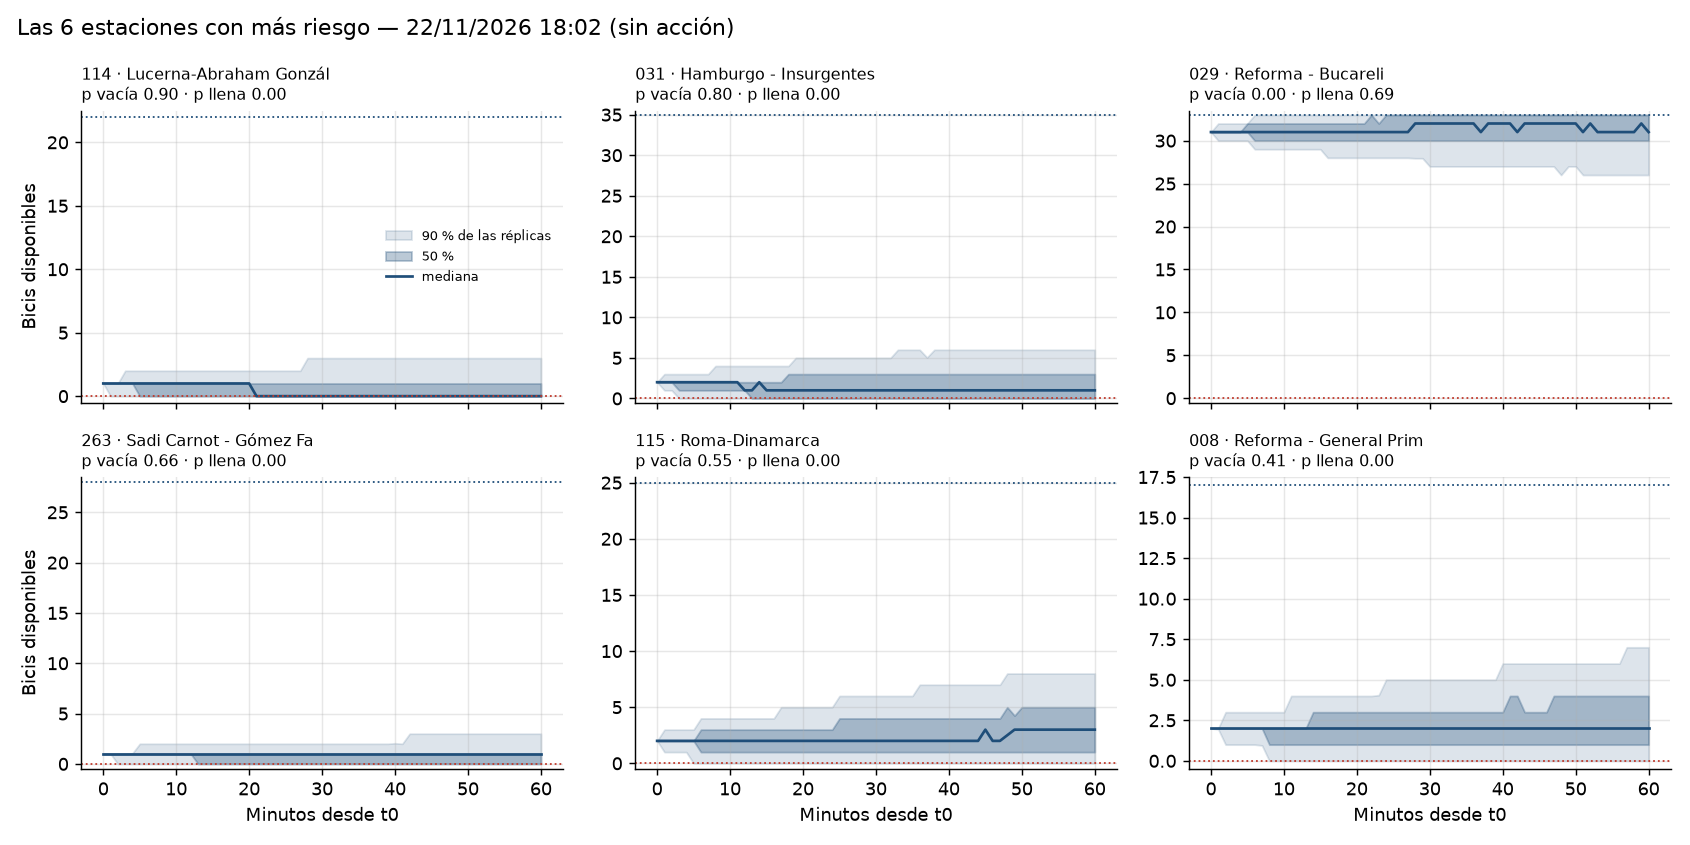 Las 6 estaciones con más riesgo — 22/11/2026 18:02 (sin acción)
114 · Lucerna-Abraham Gonzál
p vacía 0.90 · p llena 0.00
20
15
10
5
0
Bicis disponibles
90 % de las réplicas
50 %
mediana
031 · Hamburgo - Insurgentes
p vacía 0.80 · p llena 0.00
35
30
25
20
15
10
5
0
029 · Reforma - Bucareli
p vacía 0.00 · p llena 0.69
30
25
20
15
10
5
0
263 · Sadi Carnot - Gómez Fa
p vacía 0.66 · p llena 0.00
25
20
15
10
5
0
Bicis disponibles
0 10 20 30 40 50 60
Minutos desde t0
115 · Roma-Dinamarca
p vacía 0.55 · p llena 0.00
25
20
15
10
5
0
0 10 20 30 40 50 60
Minutos desde t0
008 · Reforma - General Prim
p vacía 0.41 · p llena 0.00
17.5
15.0
12.5
10.0
7.5
5.0
2.5
0.0
0 10 20 30 40 50 60
Minutos desde t0